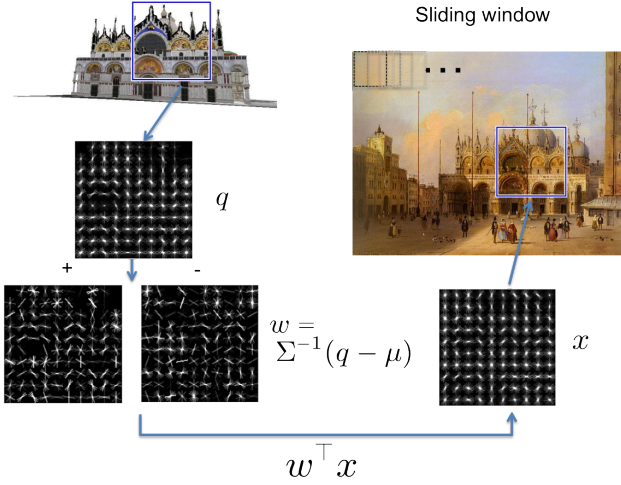 Sliding window
q
+ -
w =
Σ⁻¹(q − μ)
x
w⊤x